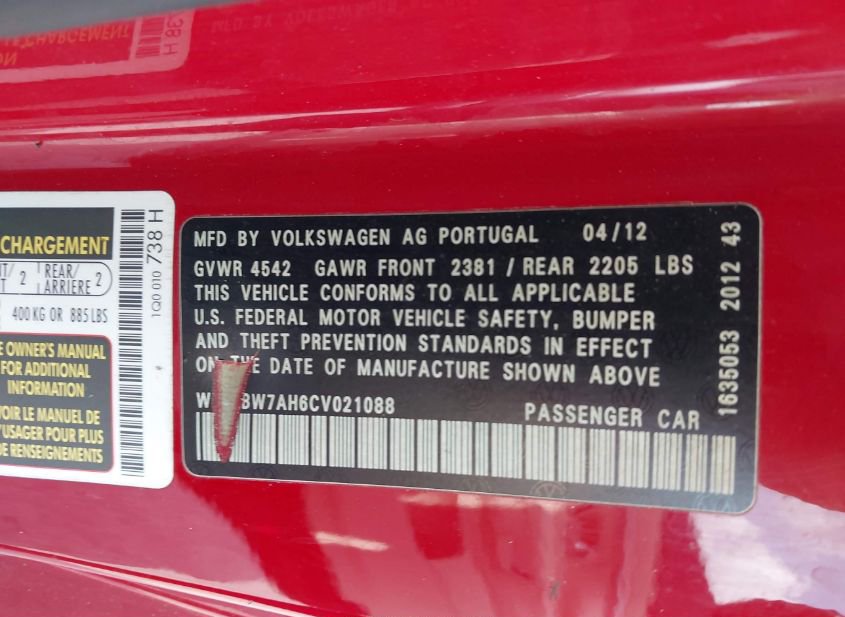 CHARGEMENT
2 REAR/ ARRIERE 2
400 KG OR 885 LBS
OWNER'S MANUAL
FOR ADDITIONAL
INFORMATION
LE MANUEL DE
POUR PLUS
DE RENSEIGNEMENTS
1Q0 010 738 H
MFD BY VOLKSWAGEN AG PORTUGAL 04/12
GVWR 4542 GAWR FRONT 2381 / REAR 2205 LBS
THIS VEHICLE CONFORMS TO ALL APPLICABLE
U.S. FEDERAL MOTOR VEHICLE SAFETY, BUMPER
AND THEFT PREVENTION STANDARDS IN EFFECT
ON THE DATE OF MANUFACTURE SHOWN ABOVE
BW7AH6CV021088 PASSENGER CAR
1635053 2012 43